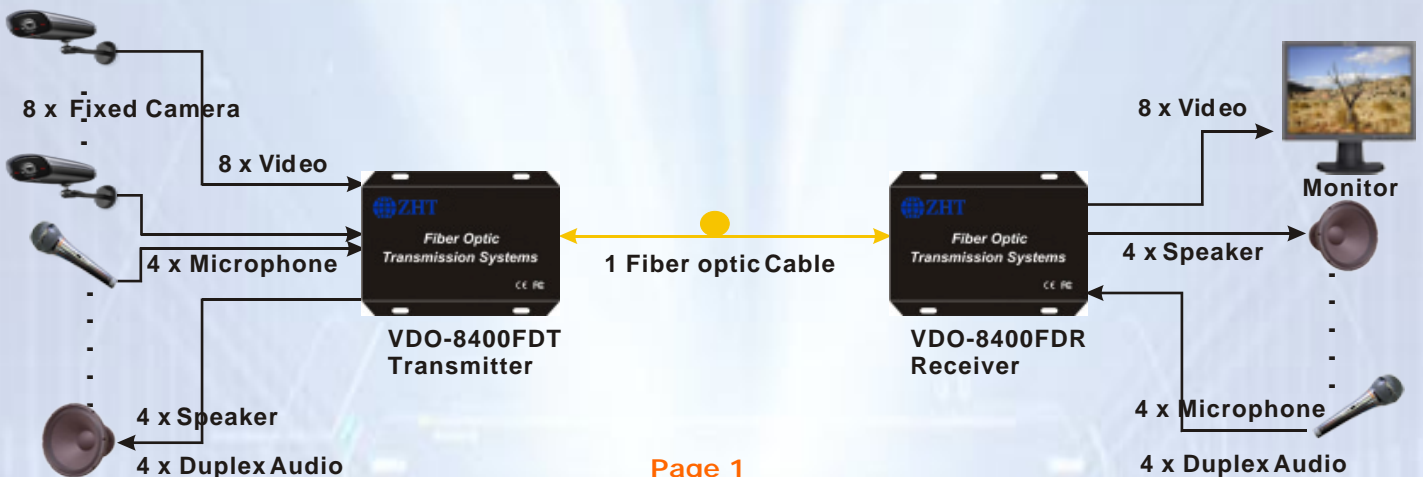 8 x Fixed Camera
8 x Video
4 x Microphone
4 x Speaker
4 x Duplex Audio
ZHT
Fiber Optic
Transmission Systems
CE FC
VDO-8400FDT
Transmitter
1 Fiber optic Cable
ZHT
Fiber Optic
Transmission Systems
CE FC
VDO-8400FDR
Receiver
8 x Video
Monitor
4 x Speaker
4 x Microphone
4 x Duplex Audio
Page 1